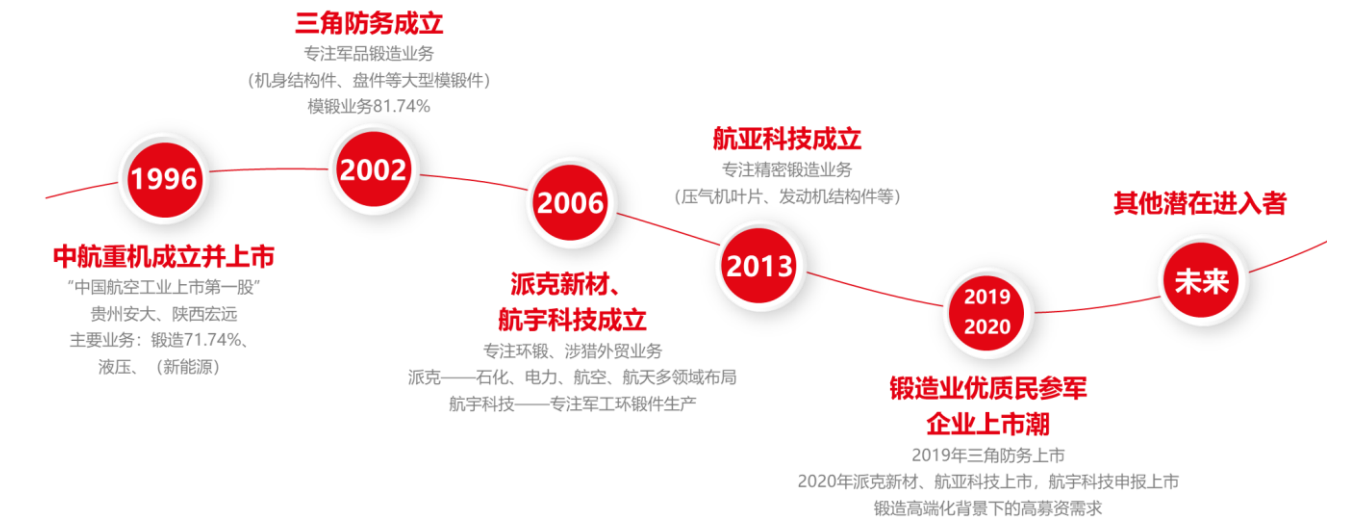 1996
中航重机成立并上市
“中国航空工业上市第一股”
贵州安大、陕西宏远
主要业务：锻造71.74%、
液压、（新能源）
三角防务成立
专注军品锻造业务
（机身结构件、盘件等大型模锻件）
模锻业务81.74%
2002
2006
派克新材、
航宇科技成立
专注环锻、涉猎外贸业务
派克——石化、电力、航空、航天多领域布局
航宇科技——专注军工环锻件生产
航亚科技成立
专注精密锻造业务
（压气机叶片、发动机结构件等）
2013
2019
2020
锻造业优质民参军
企业上市潮
2019年三角防务上市
2020年派克新材、航亚科技上市，航宇科技申报上市
锻造高端化背景下的高募资需求
其他潜在进入者
未来